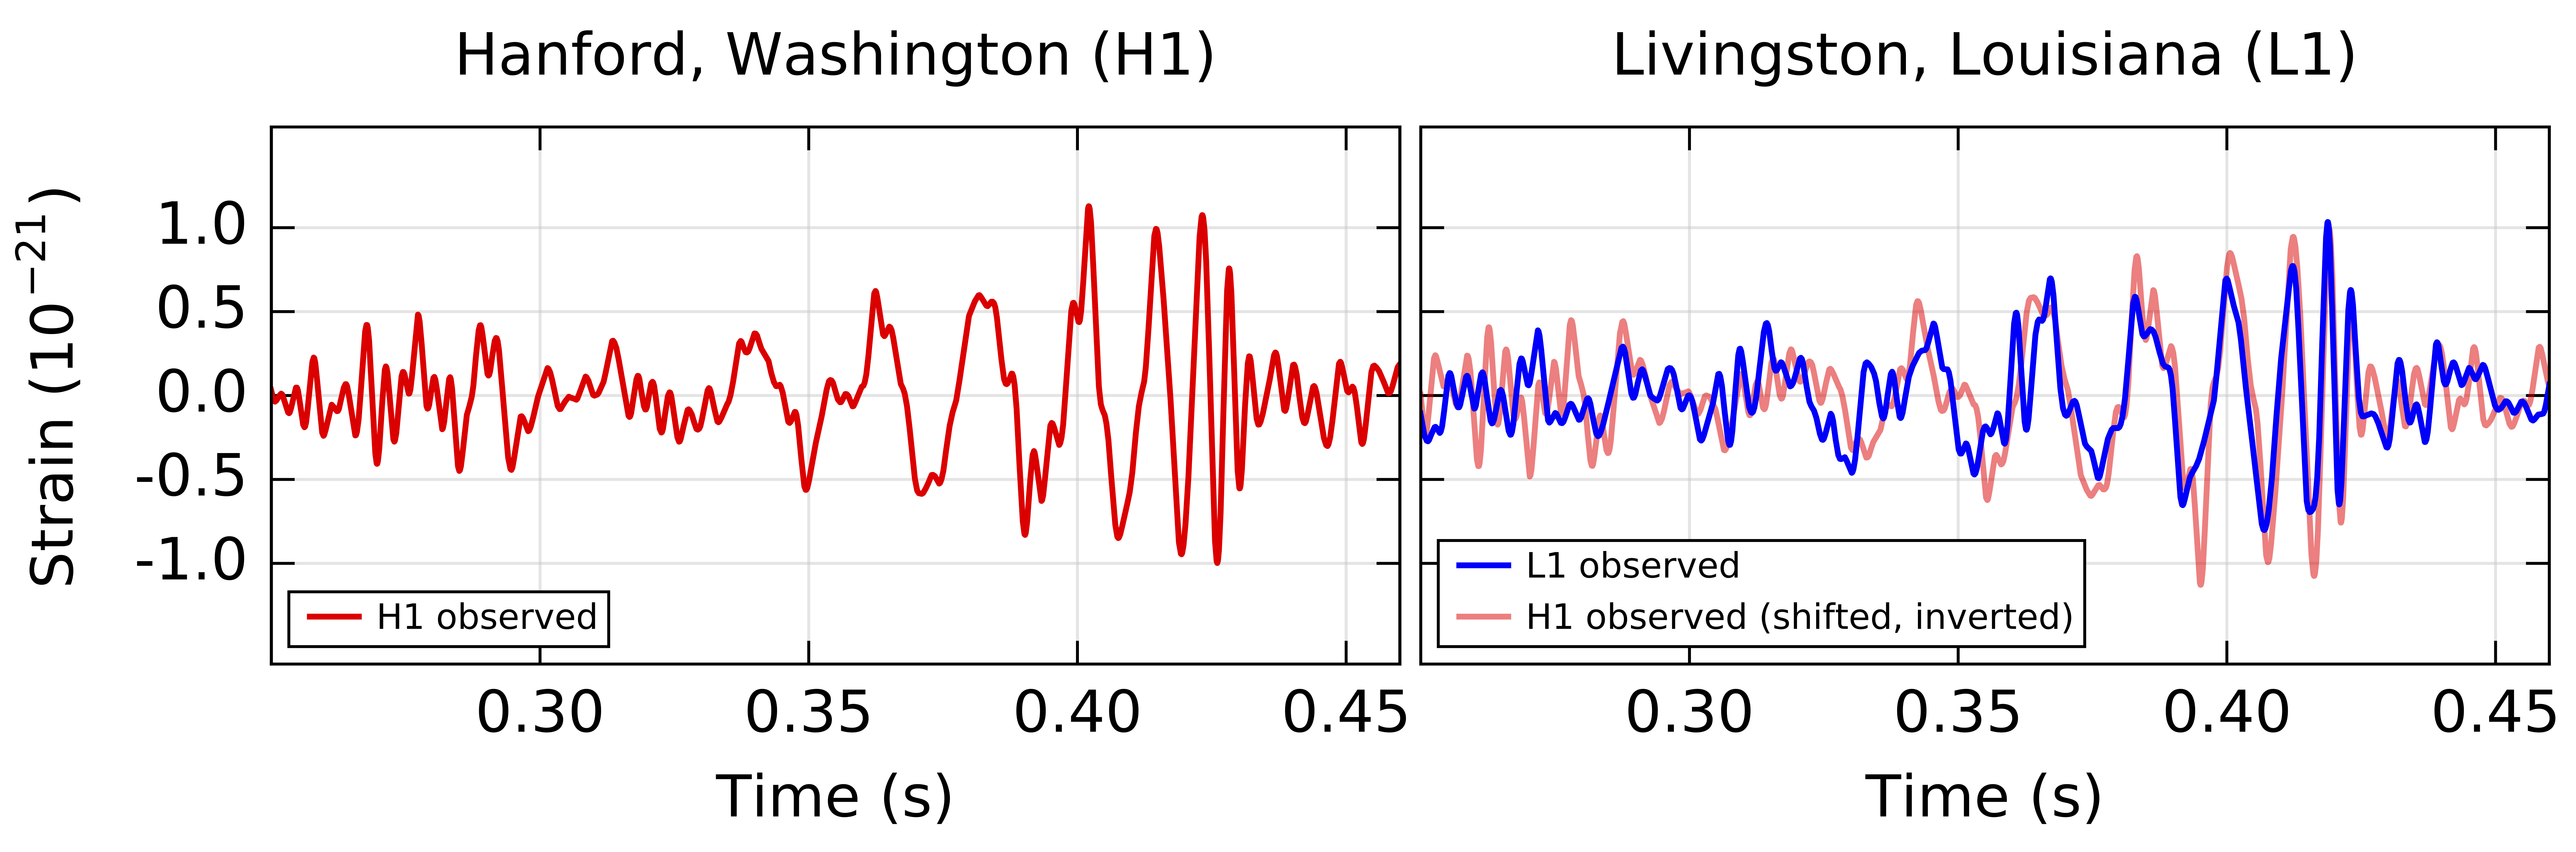 Hanford, Washington (H1)
Livingston, Louisiana (L1)
Strain (10⁻²¹)
1.0
0.5
0.0
-0.5
-1.0
H1 observed
L1 observed
H1 observed (shifted, inverted)
0.30 0.35 0.40 0.45
0.30 0.35 0.40 0.45
Time (s)
Time (s)